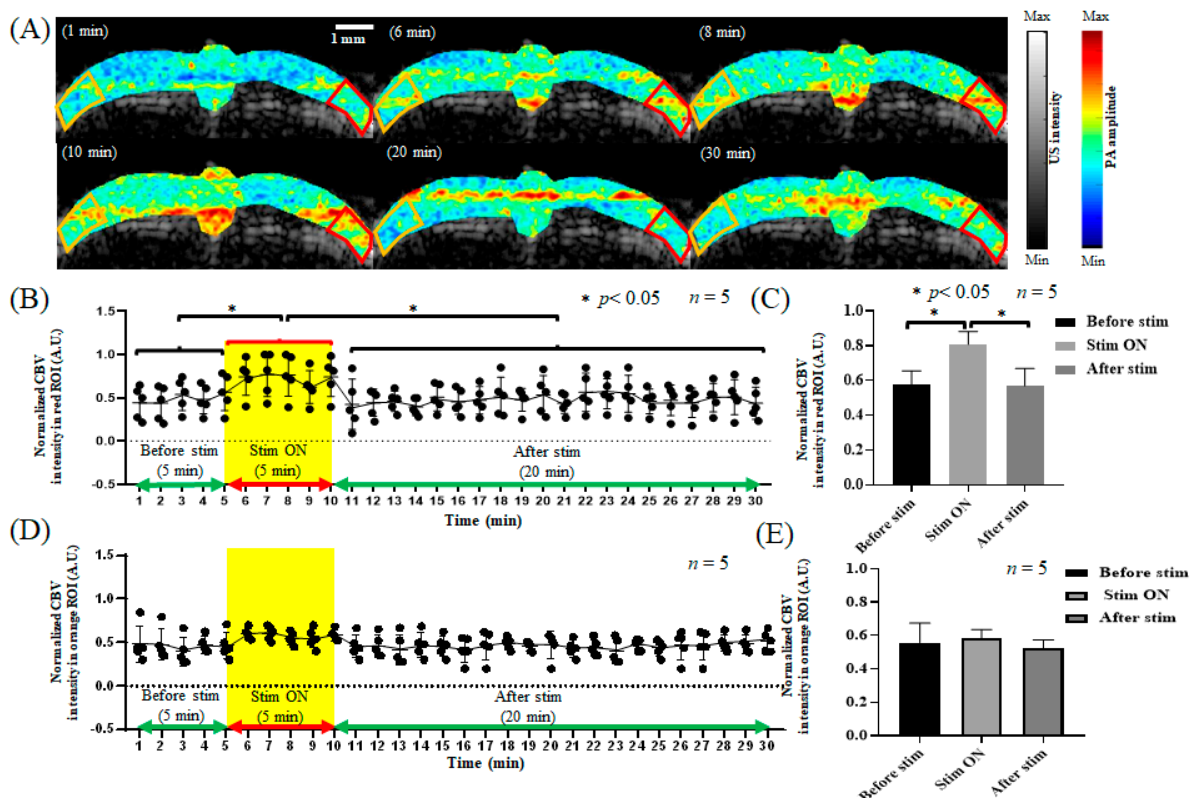 (A)
(1 min)
1 mm
(6 min)
(8 min)
(10 min)
(20 min)
(30 min)
Max
US intensity
Min
Max
PA amplitude
Min
(B)
* p< 0.05 n = 5
Normalized CBV
intensity in red ROI (A.U.)
1.5
1.0
0.5
0.0
-0.5
*
*
Before stim
(5 min)
Stim ON
(5 min)
After stim
(20 min)
1 2 3 4 5 6 7 8 9 10 11 12 13 14 15 16 17 18 19 20 21 22 23 24 25 26 27 28 29 30
Time (min)
(C)
* p< 0.05 n = 5
Normalized CBV
intensity in red ROI (A.U.)
1.0
0.8
0.6
0.4
0.2
0.0
*
*
Before stim
Stim ON
After stim
Before stim
Stim ON
After stim
(D)
n = 5
Normalized CBV
intensity in orange ROI (A.U.)
1.5
1.0
0.5
0.0
-0.5
Before stim
(5 min)
Stim ON
(5 min)
After stim
(20 min)
1 2 3 4 5 6 7 8 9 10 11 12 13 14 15 16 17 18 19 20 21 22 23 24 25 26 27 28 29 30
Time (min)
(E)
n = 5
Normalized CBV
intensity in orange ROI (A.U.)
1.0
0.8
0.6
0.4
0.2
0.0
Before stim
Stim ON
After stim
Before stim
Stim ON
After stim